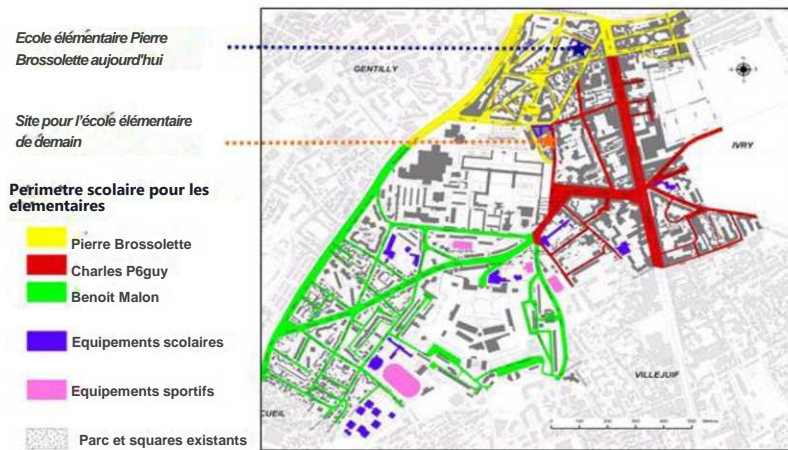 Ecole élémentaire Pierre
Brossolette aujourd'hui
Site pour l'école élémentaire
de demain
Perimetre scolaire pour les
elementaires
Pierre Brossolette
Charles P6guy
Benoit Malon
Equipements scolaires
Equipements sportifs
Parc et squares existants
GENTILLY
IVRY
VILLEJUIF
CUEIL